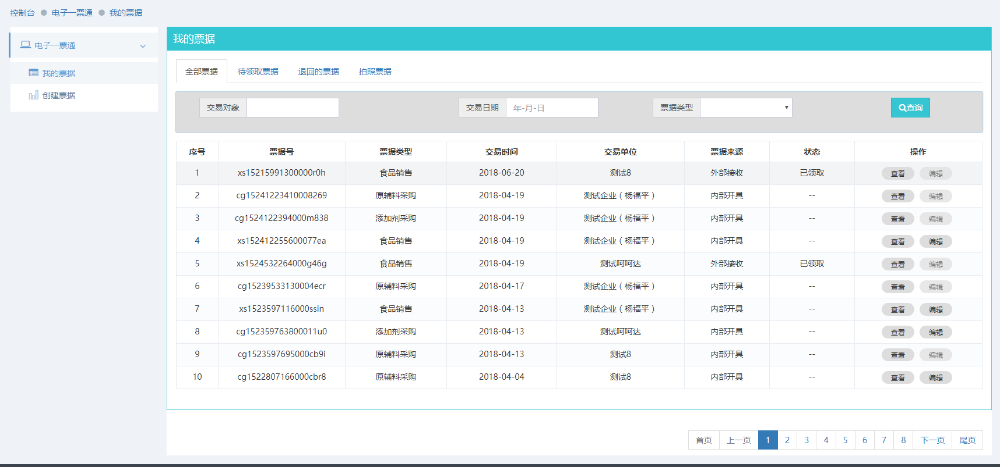 控制台 电子一票通 我的票据
电子一票通
我的票据
创建票据
我的票据
全部票据 待领取票据 退回的票据 拍照票据
交易对象 交易日期 年-月-日 票据类型 查询
序号 票据号 票据类型 交易时间 交易单位 票据来源 状态 操作
1 xs15215991300000r0h 食品销售 2018-06-20 测试8 外部接收 已领取 查看 编辑
2 cg15241223410008269 原辅料采购 2018-04-19 测试企业（杨福平） 内部开具 -- 查看 编辑
3 cg1524122394000m838 添加剂采购 2018-04-19 测试企业（杨福平） 内部开具 -- 查看 编辑
4 xs152412255600077ea 食品销售 2018-04-19 测试企业（杨福平） 内部开具 -- 查看 编辑
5 xs1524532264000g46g 食品销售 2018-04-19 测试呵呵达 外部接收 已领取 查看 编辑
6 cg15239533130004ecr 原辅料采购 2018-04-17 测试企业（杨福平） 内部开具 -- 查看 编辑
7 xs1523597116000ssin 食品销售 2018-04-13 测试企业（杨福平） 内部开具 -- 查看 编辑
8 cg152359763800011u0 添加剂采购 2018-04-13 测试呵呵达 内部开具 -- 查看 编辑
9 cg1523597695000cb9i 原辅料采购 2018-04-13 测试8 内部开具 -- 查看 编辑
10 cg1522807166000cbr8 原辅料采购 2018-04-04 测试8 内部开具 -- 查看 编辑
首页 上一页 1 2 3 4 5 6 7 8 下一页 尾页